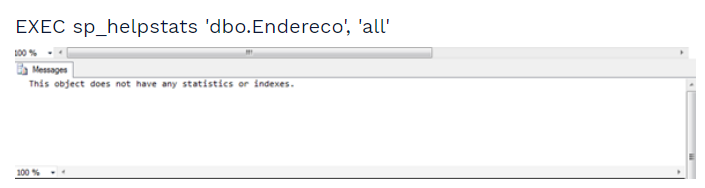 EXEC sp_helpstats 'dbo.Endereco', 'all'
100 %
Messages
This object does not have any statistics or indexes.
100 %